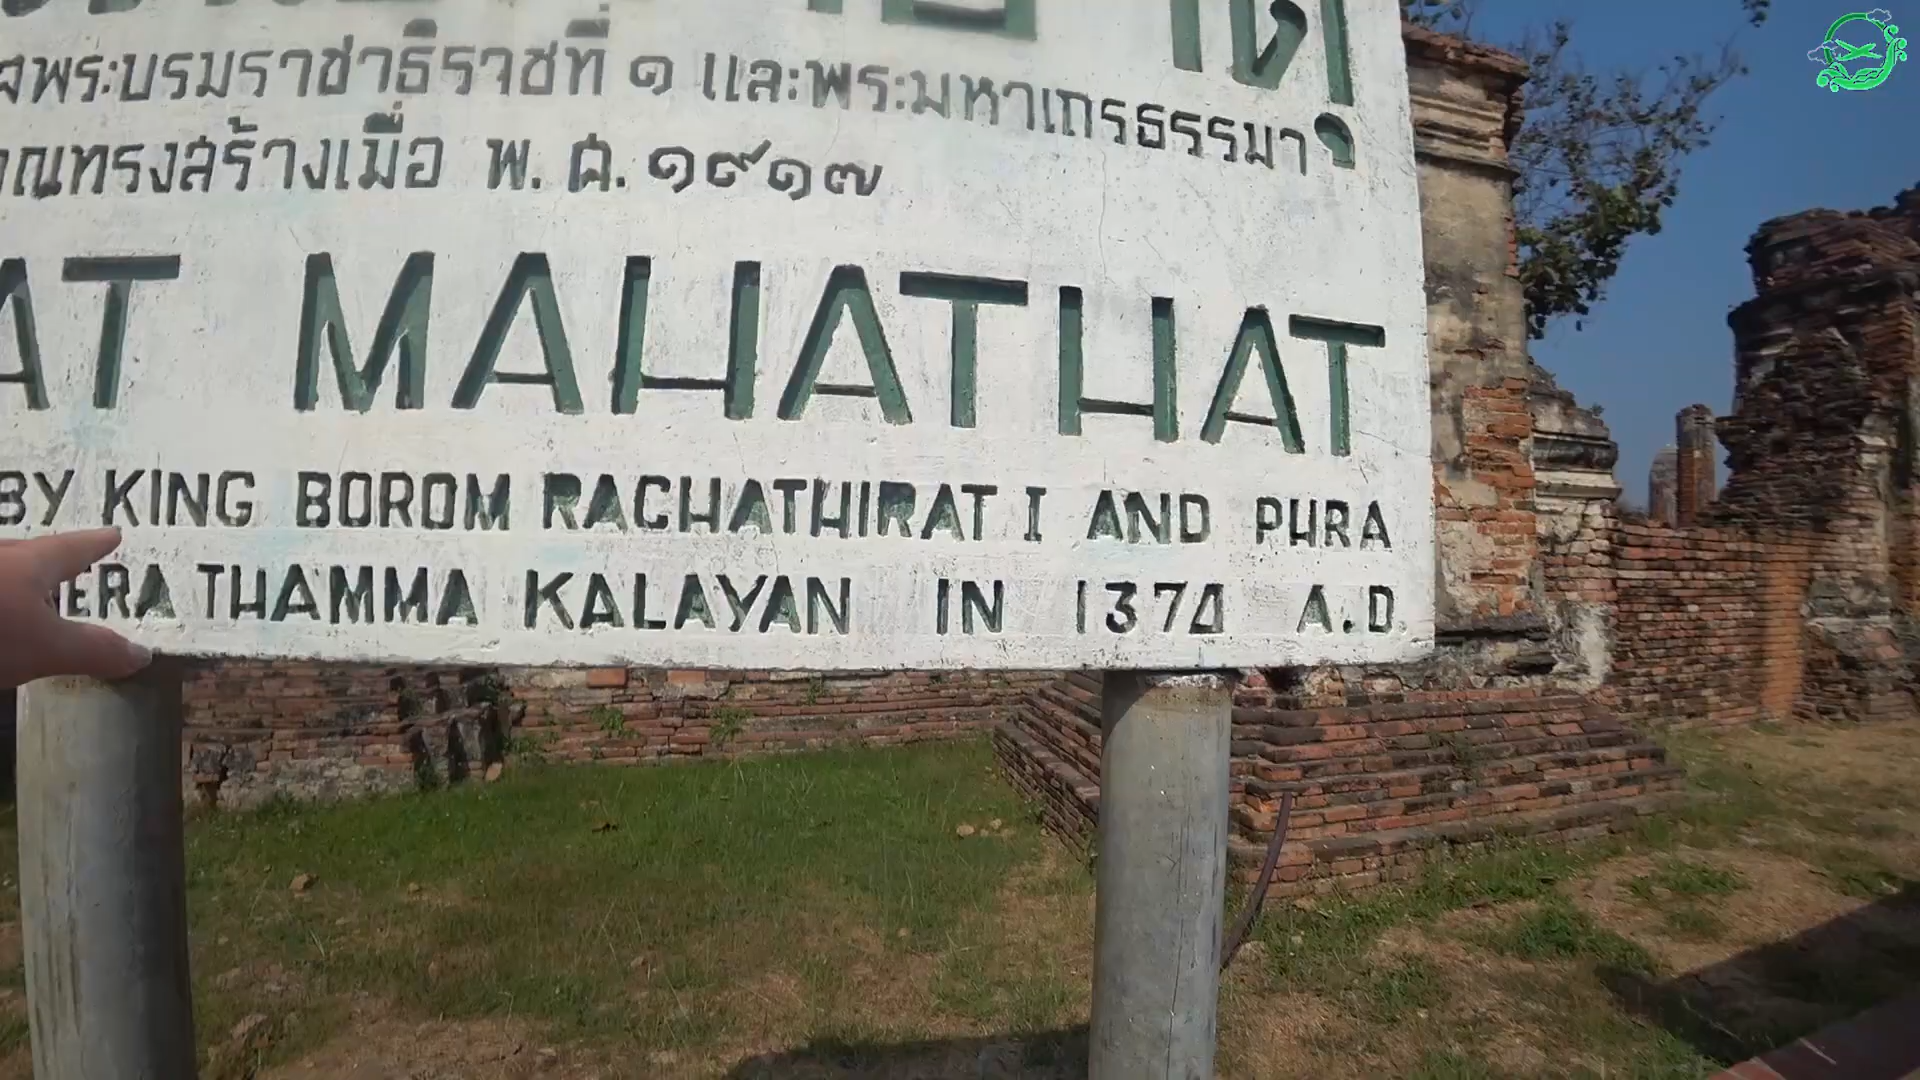 พระบรมราชาธิราชที่ ๑ และพระมหาเถรธรรมา
ทรงสร้างเมื่อ พ.ศ. ๑๙๑๗
AT MAHATHAT
BY KING BOROM RACHATHIRAT I AND PHRA
ERA THAMMA KALAYAN IN 1374 A.D